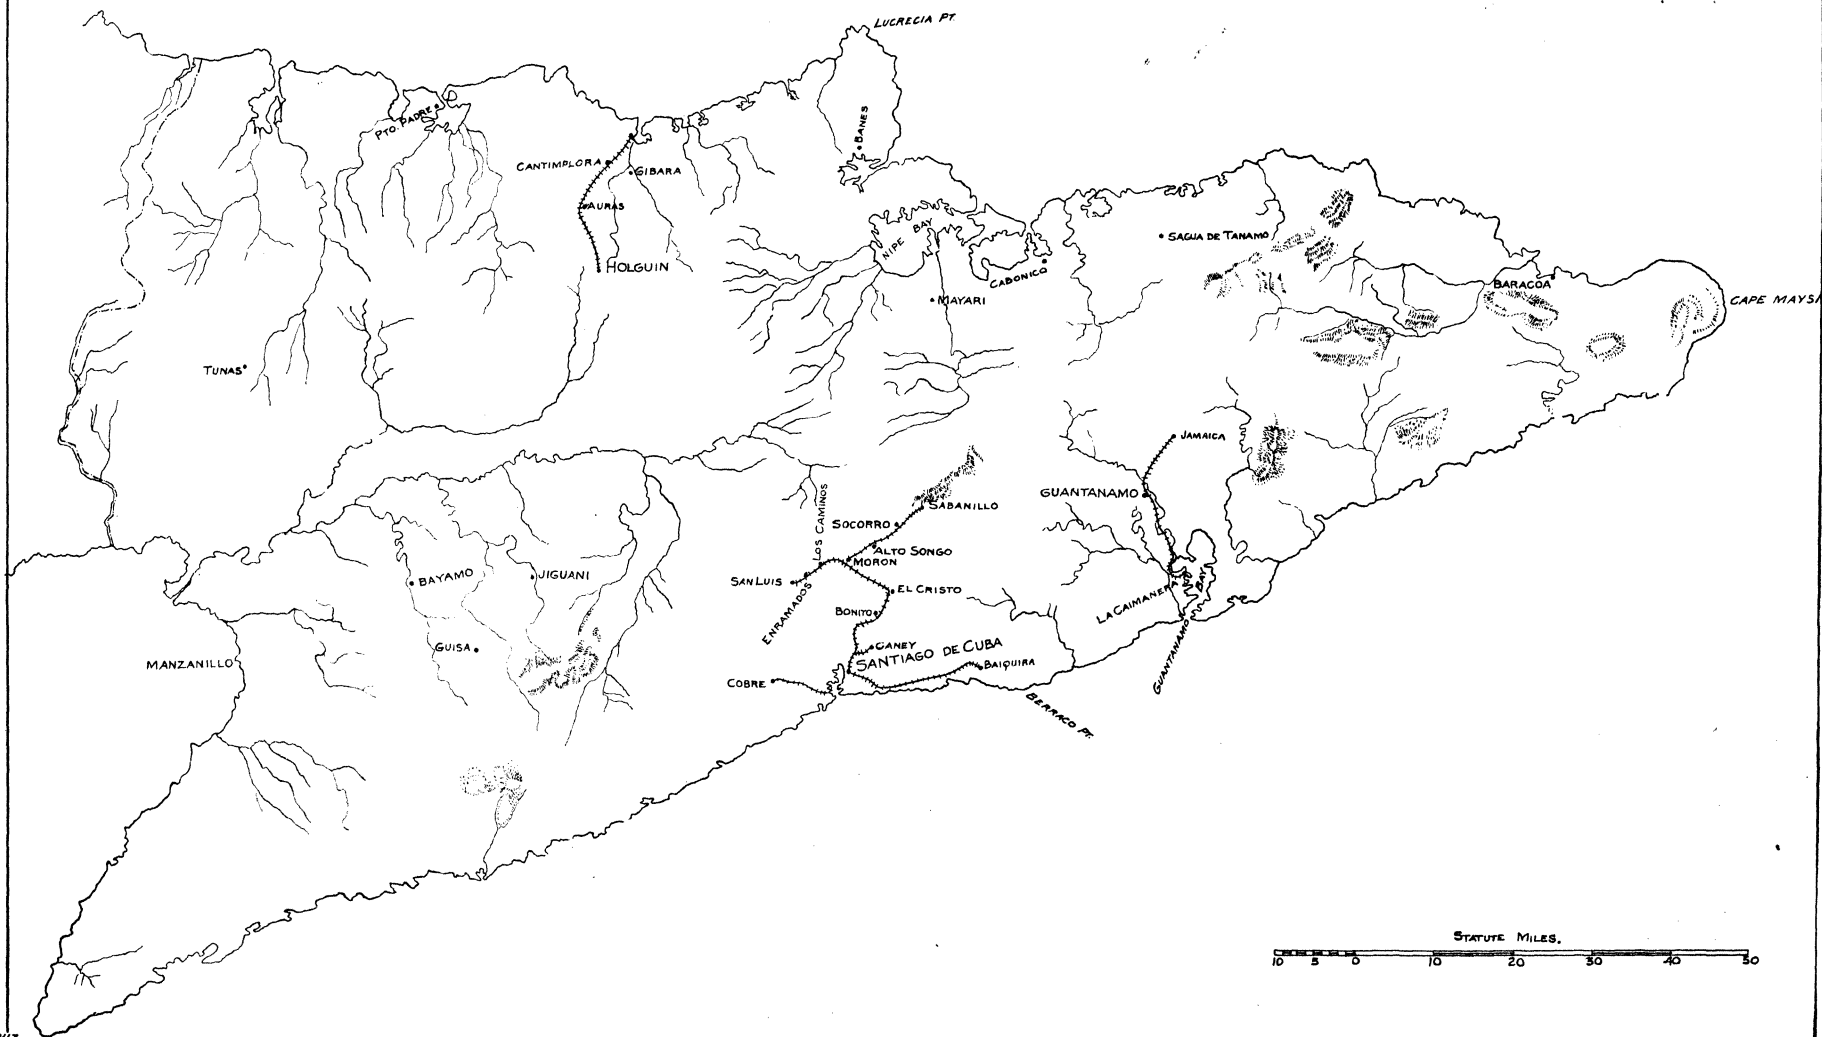 LUCRECIA PT.
PTO. PADRE
BANES
CANTIMPLORA
GIBARA
AURAS
HOLGUIN
NIPE BAY
SAGUA DE TANAMO
CABONICO
MAYARI
BARACOA
CAPE MAYSI
TUNAS
JAMAICA
GUANTANAMO
SABANILLO
LOS CAMINOS
SOCORRO
ALTO SONGO
MORON
BAYAMO
JIGUANI
SAN LUIS
EL CRISTO
ENRAMADOS
BONITO
LA CAIMANERA
BAY
GUANTANAMO
GUISA
CANEY
SANTIAGO DE CUBA
BAIQUIRA
MANZANILLO
COBRE
BERRACO PT.
STATUTE MILES.
10 5 0 10 20 30 40 50